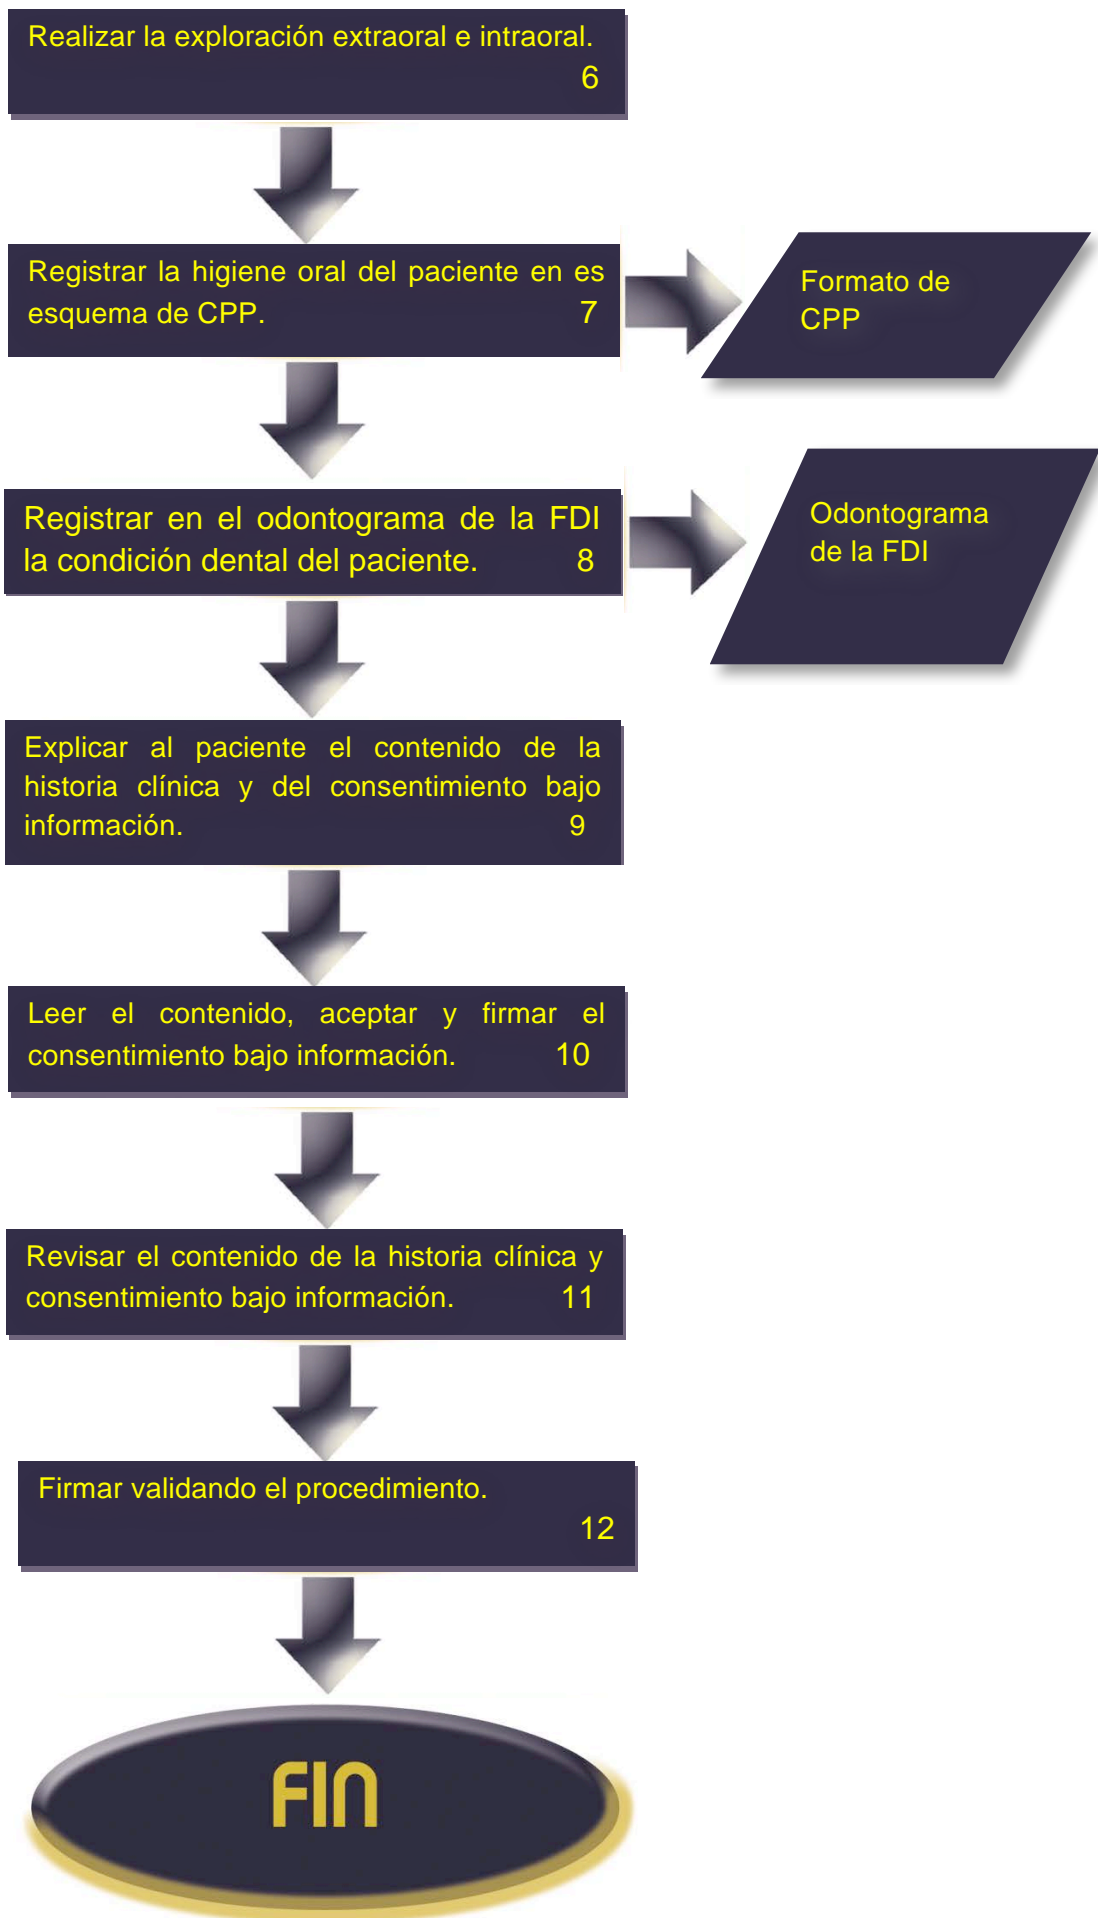 Realizar la exploración extraoral e intraoral.
6
Registrar la higiene oral del paciente en es
esquema de CPP. 7
Formato de
CPP
Registrar en el odontograma de la FDI
la condición dental del paciente. 8
Odontograma
de la FDI
Explicar al paciente el contenido de la
historia clínica y del consentimiento bajo
información. 9
Leer el contenido, aceptar y firmar el
consentimiento bajo información. 10
Revisar el contenido de la historia clínica y
consentimiento bajo información. 11
Firmar validando el procedimiento.
12
FIN